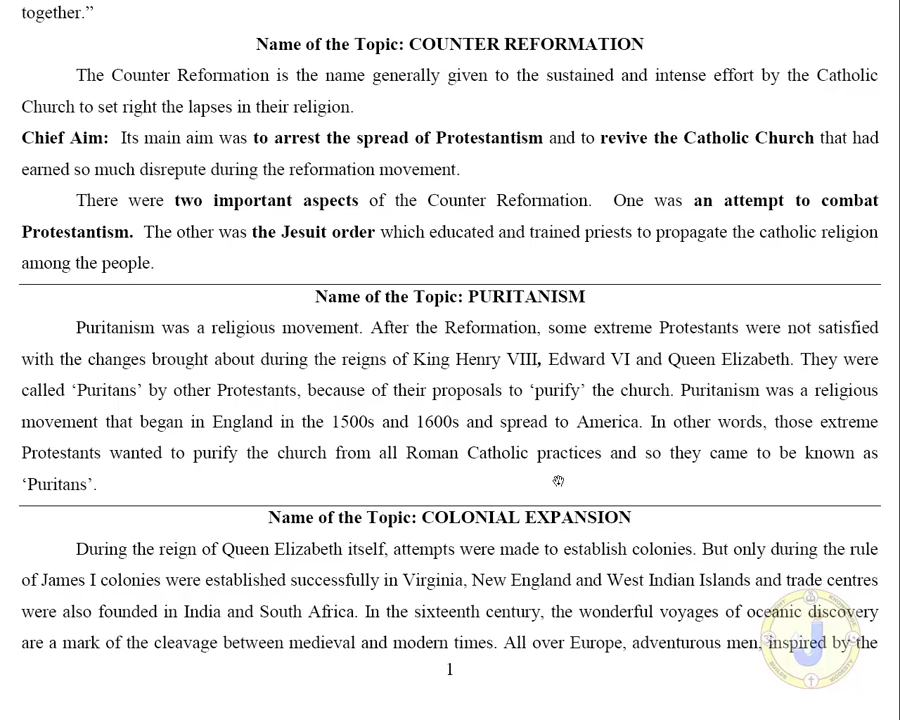 together.”
Name of the Topic: COUNTER REFORMATION
The Counter Reformation is the name generally given to the sustained and intense effort by the Catholic
Church to set right the lapses in their religion.
Chief Aim: Its main aim was to arrest the spread of Protestantism and to revive the Catholic Church that had
earned so much disrepute during the reformation movement.
There were two important aspects of the Counter Reformation. One was an attempt to combat
Protestantism. The other was the Jesuit order which educated and trained priests to propagate the catholic religion
among the people.
Name of the Topic: PURITANISM
Puritanism was a religious movement. After the Reformation, some extreme Protestants were not satisfied
with the changes brought about during the reigns of King Henry VIII, Edward VI and Queen Elizabeth. They were
called ‘Puritans’ by other Protestants, because of their proposals to ‘purify’ the church. Puritanism was a religious
movement that began in England in the 1500s and 1600s and spread to America. In other words, those extreme
Protestants wanted to purify the church from all Roman Catholic practices and so they came to be known as
‘Puritans’.
Name of the Topic: COLONIAL EXPANSION
During the reign of Queen Elizabeth itself, attempts were made to establish colonies. But only during the rule
of James I colonies were established successfully in Virginia, New England and West Indian Islands and trade centres
were also founded in India and South Africa. In the sixteenth century, the wonderful voyages of oceanic discovery
are a mark of the cleavage between medieval and modern times. All over Europe, adventurous men, inspired by the
1